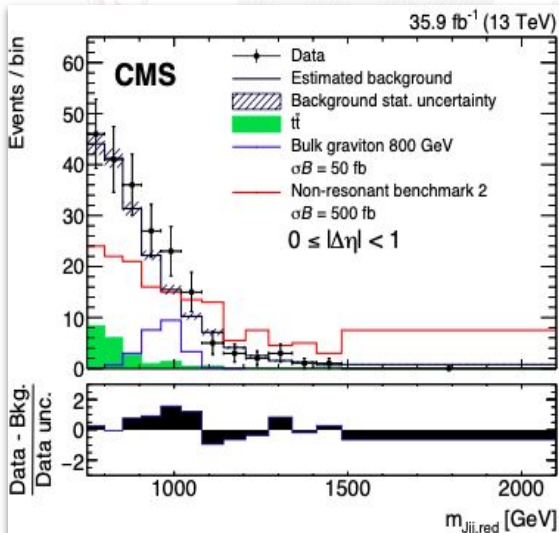 35.9 fb⁻¹ (13 TeV)
Events / bin
60
50
40
30
20
10
0
CMS
Data
Estimated background
Background stat. uncertainty
tt̄
Bulk graviton 800 GeV
σB = 50 fb
Non-resonant benchmark 2
σB = 500 fb
0 ≤ |Δη| < 1
Data - Bkg.
Data unc.
2
0
−2
1000 1500 2000
m_Jjj,red [GeV]